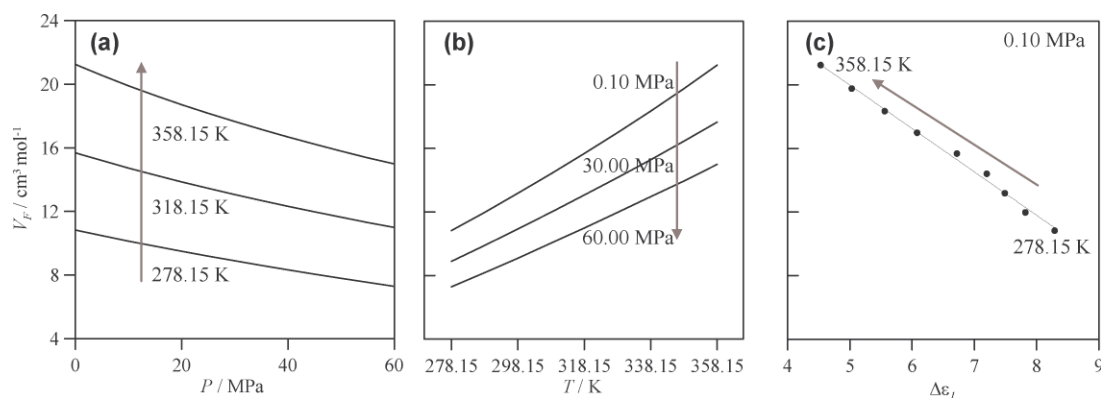 (a)
24
20
16
12
8
4
V_F / cm³ mol⁻¹
358.15 K
318.15 K
278.15 K
0
20
40
60
P / MPa
(b)
0.10 MPa
30.00 MPa
60.00 MPa
278.15
298.15
318.15
338.15
358.15
T / K
(c)
0.10 MPa
358.15 K
278.15 K
4
5
6
7
8
9
Δε_I